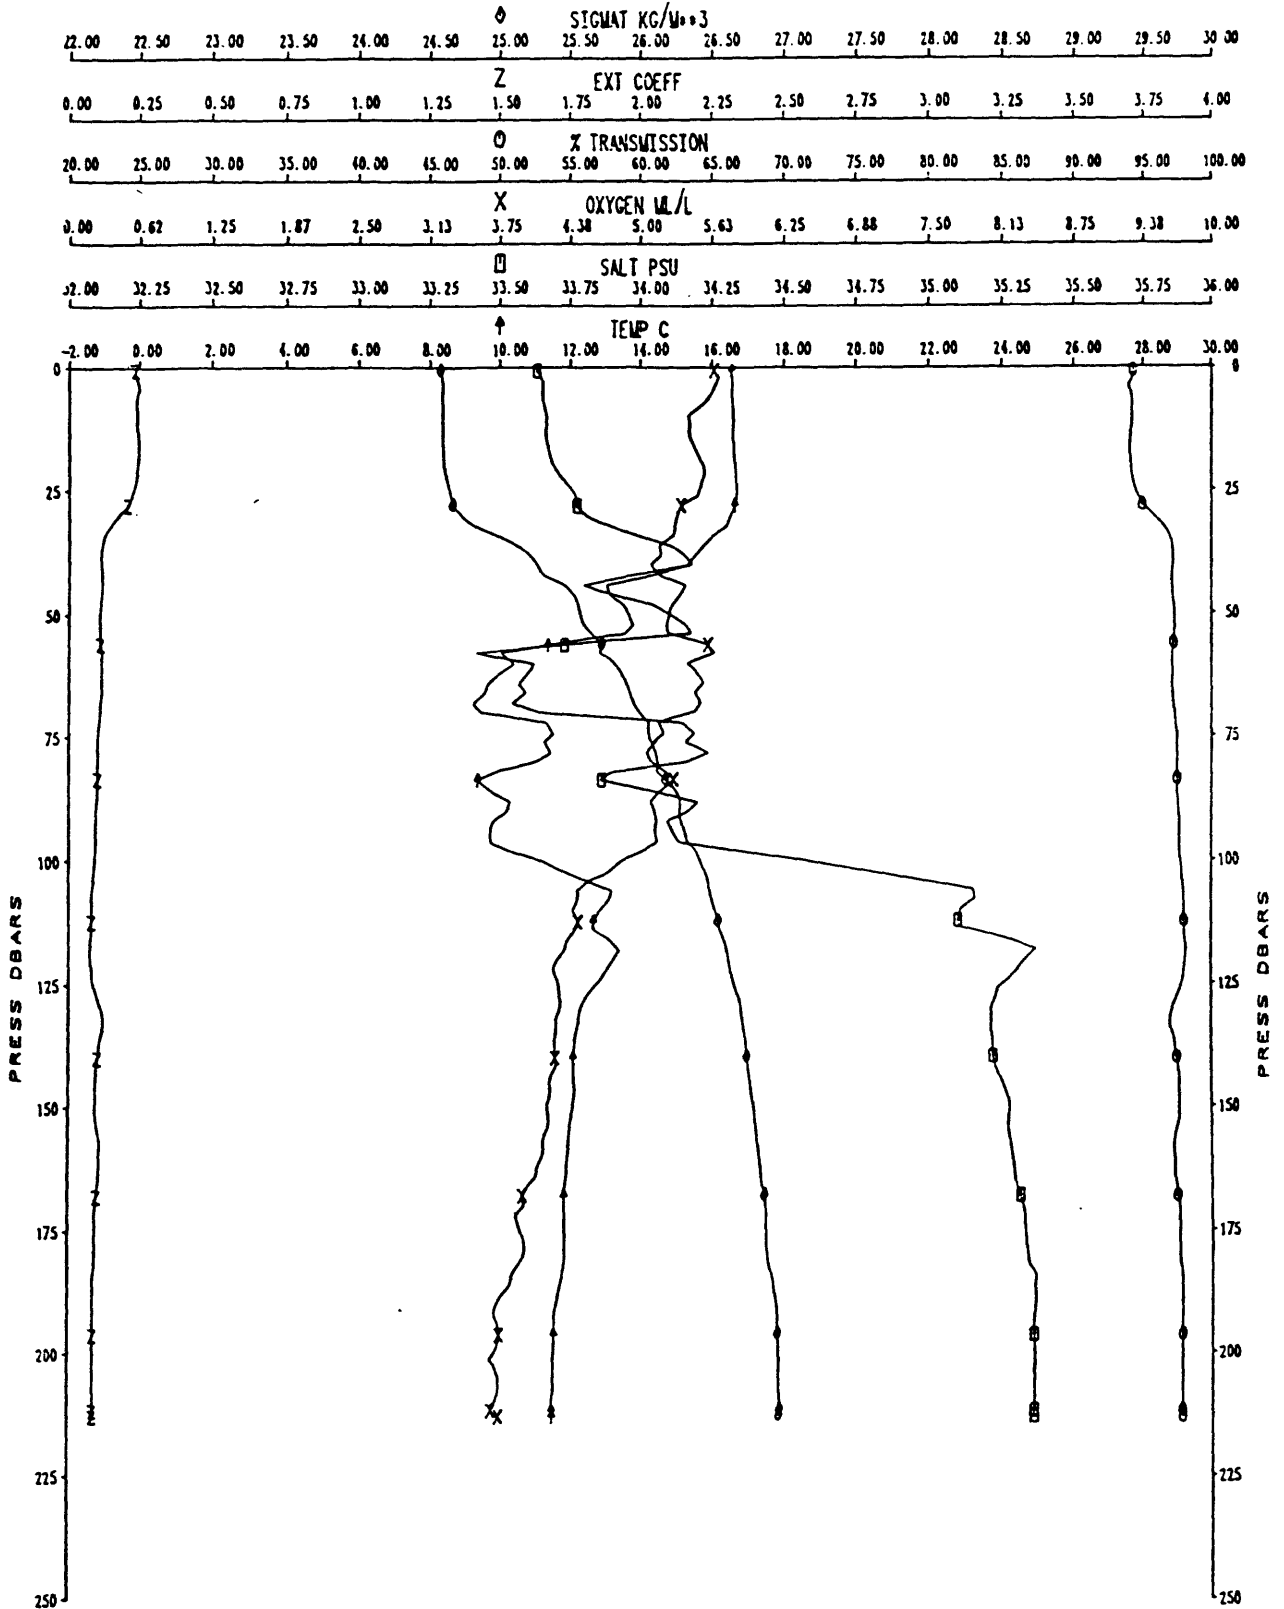 SIGMAT KG/M**3
22.00 22.50 23.00 23.50 24.00 24.50 25.00 25.50 26.00 26.50 27.00 27.50 28.00 28.50 29.00 29.50 30.00
Z EXT COEFF
0.00 0.25 0.50 0.75 1.00 1.25 1.50 1.75 2.00 2.25 2.50 2.75 3.00 3.25 3.50 3.75 4.00
% TRANSMISSION
20.00 25.00 30.00 35.00 40.00 45.00 50.00 55.00 60.00 65.00 70.00 75.00 80.00 85.00 90.00 95.00 100.00
X OXYGEN ML/L
0.00 0.62 1.25 1.87 2.50 3.13 3.75 4.38 5.00 5.63 6.25 6.88 7.50 8.13 8.75 9.38 10.00
SALT PSU
32.00 32.25 32.50 32.75 33.00 33.25 33.50 33.75 34.00 34.25 34.50 34.75 35.00 35.25 35.50 35.75 36.00
TEMP C
-2.00 0.00 2.00 4.00 6.00 8.00 10.00 12.00 14.00 16.00 18.00 20.00 22.00 24.00 26.00 28.00 30.00
0 0
25 25
50 50
75 75
100 100
PRESS DBARS PRESS DBARS
125 125
150 150
175 175
200 200
225 225
250 250